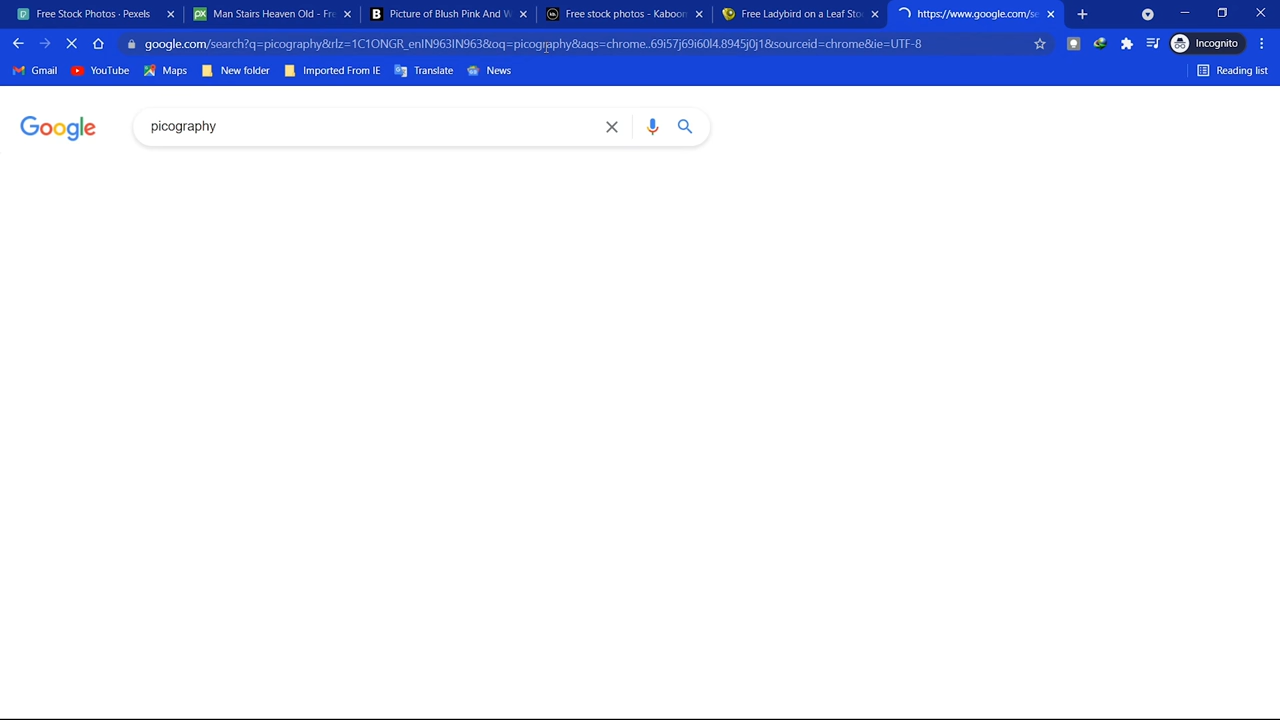 Free Stock Photos · Pexels
Man Stairs Heaven Old - Fre
Picture of Blush Pink And W
Free stock photos - Kaboom
Free Ladybird on a Leaf Sto
https://www.google.com/se
google.com/search?q=picography&rlz=1C1ONGR_enIN963IN963&oq=picography&aqs=chrome..69i57j69i60l4.8945j0j1&sourceid=chrome&ie=UTF-8
Incognito
Gmail
YouTube
Maps
New folder
Imported From IE
Translate
News
Reading list
Google
picography